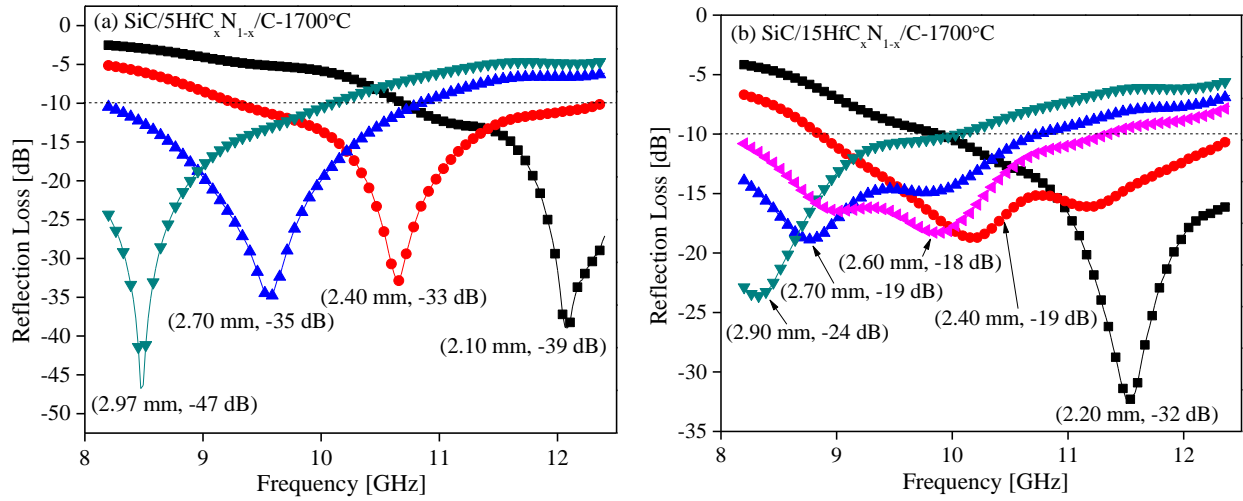 (a) SiC/5HfCxN1-x/C-1700°C
0
-5
-10
-15
-20
-25
-30
-35
-40
-45
-50
Reflection Loss [dB]
(2.40 mm, -33 dB)
(2.70 mm, -35 dB)
(2.10 mm, -39 dB)
(2.97 mm, -47 dB)
8 9 10 11 12
Frequency [GHz]
(b) SiC/15HfCxN1-x/C-1700°C
0
-5
-10
-15
-20
-25
-30
-35
Reflection Loss [dB]
(2.60 mm, -18 dB)
(2.70 mm, -19 dB)
(2.40 mm, -19 dB)
(2.90 mm, -24 dB)
(2.20 mm, -32 dB)
8 9 10 11 12
Frequency [GHz]